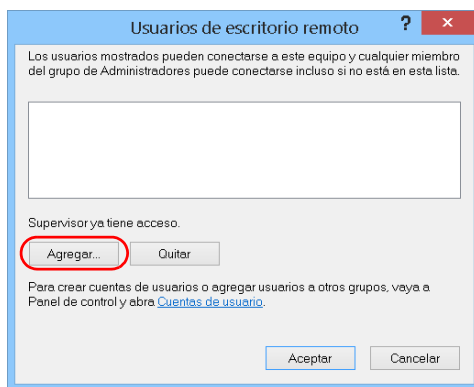 Usuarios de escritorio remoto ? ×
Los usuarios mostrados pueden conectarse a este equipo y cualquier miembro
del grupo de Administradores puede conectarse incluso si no está en esta lista.
Supervisor ya tiene acceso.
Agregar... Quitar
Para crear cuentas de usuarios o agregar usuarios a otros grupos, vaya a
Panel de control y abra Cuentas de usuario.
Aceptar Cancelar